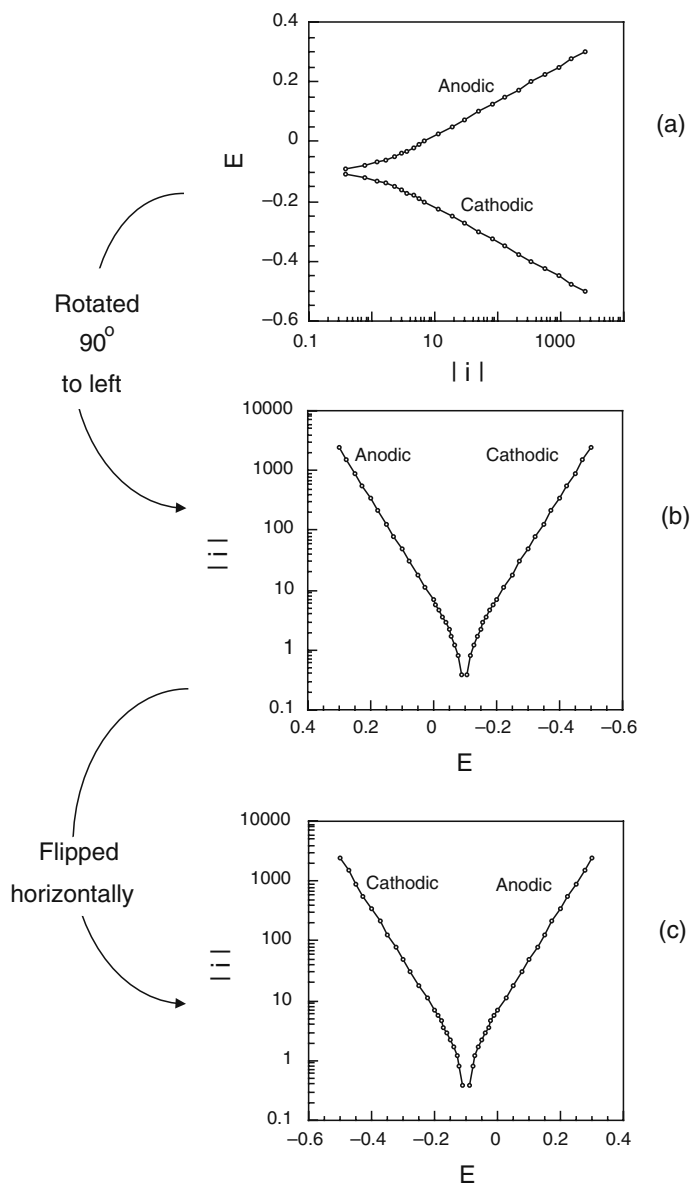 0.4
0.2
0
−0.2
−0.4
−0.6
E
Anodic
Cathodic
(a)
0.1
10
1000
| i |
Rotated
90°
to left
10000
1000
100
10
1
0.1
| i |
Anodic
Cathodic
(b)
0.4
0.2
0
−0.2
−0.4
−0.6
E
Flipped
horizontally
10000
1000
100
10
1
0.1
| i |
Cathodic
Anodic
(c)
−0.6
−0.4
−0.2
0
0.2
0.4
E